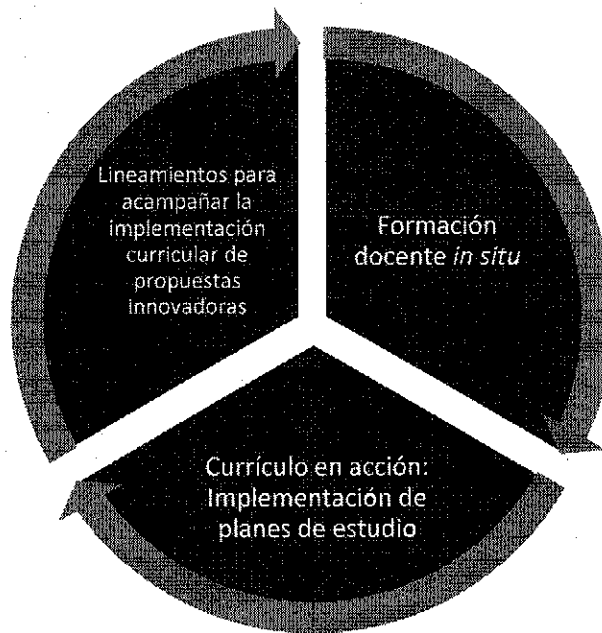 Lineamientos para
acampañar la
implementación
curricular de
propuestas
innovadoras
Formación
docente in situ
Currículo en acción:
Implementación de
planes de estudio